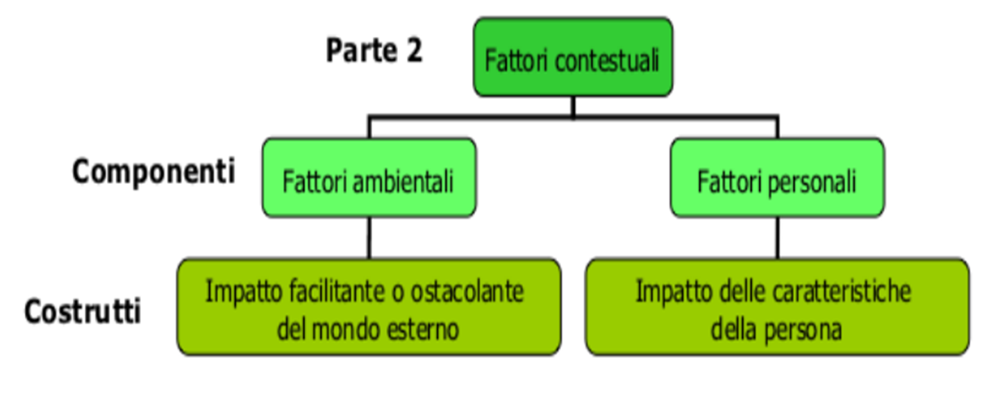 Parte 2
Fattori contestuali
Componenti
Fattori ambientali
Fattori personali
Costrutti
Impatto facilitante o ostacolante
del mondo esterno
Impatto delle caratteristiche
della persona